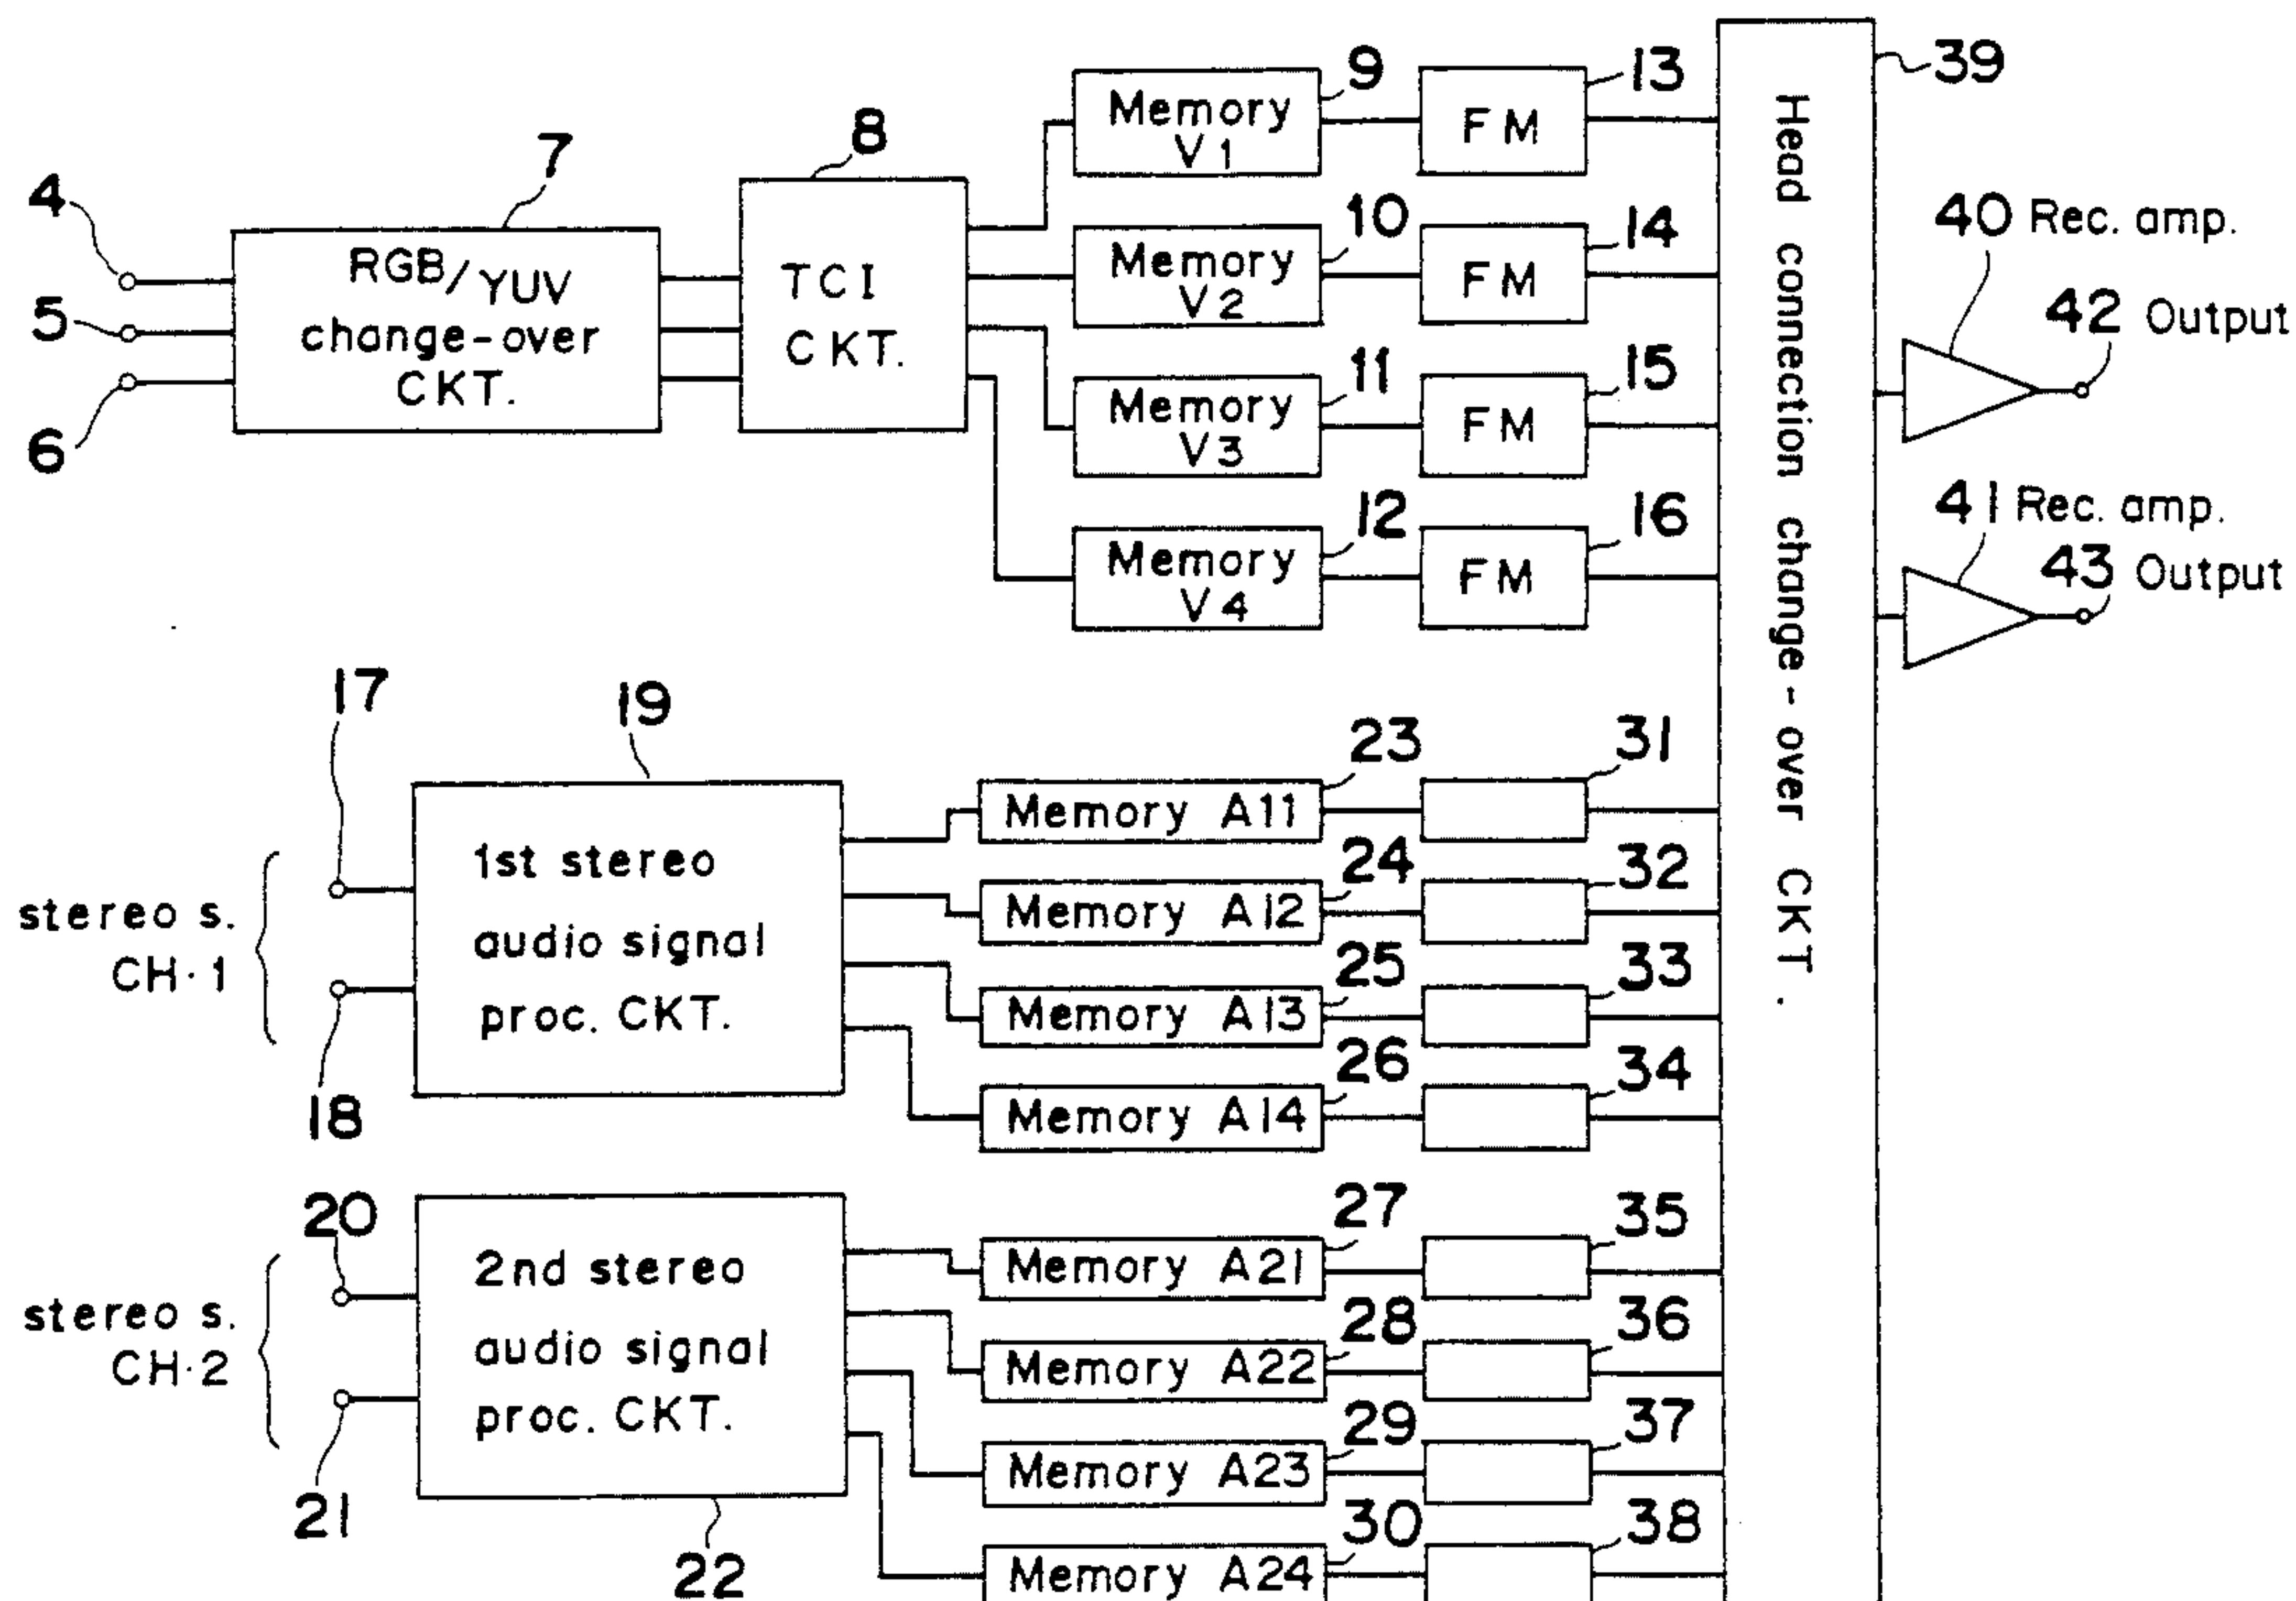 4
5
6
7
RGB/YUV
change-over
CKT.
8
TCI
CKT.
Memory
V1
9
FM
13
Memory
V2
10
FM
14
Memory
V3
11
FM
15
Memory
V4
12
FM
16
Head connection change-over CKT.
39
40 Rec. amp.
42 Output
41 Rec. amp.
43 Output
stereo s.
CH·1
17
18
19
1st stereo
audio signal
proc. CKT.
Memory A11
23
31
Memory A12
24
32
Memory A13
25
33
Memory A14
26
34
stereo s.
CH·2
20
21
2nd stereo
audio signal
proc. CKT.
22
Memory A21
27
35
Memory A22
28
36
Memory A23
29
37
Memory A24
30
38